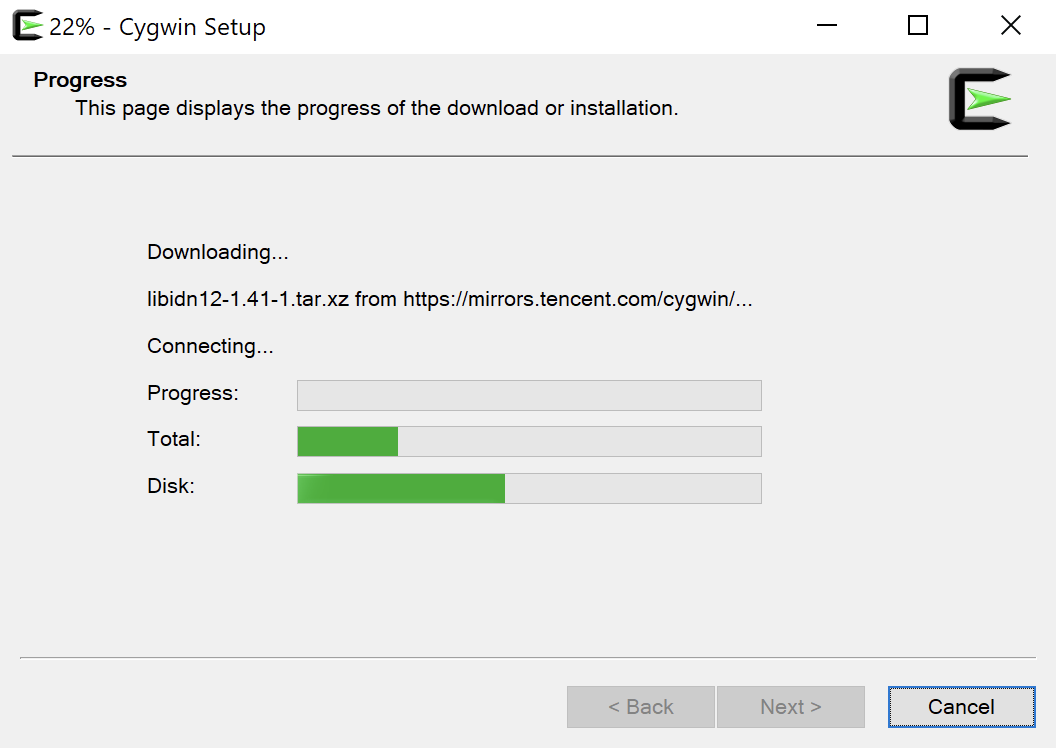 22% - Cygwin Setup
Progress
This page displays the progress of the download or installation.
Downloading...
libidn12-1.41-1.tar.xz from https://mirrors.tencent.com/cygwin/...
Connecting...
Progress:
Total:
Disk:
< Back
Next >
Cancel